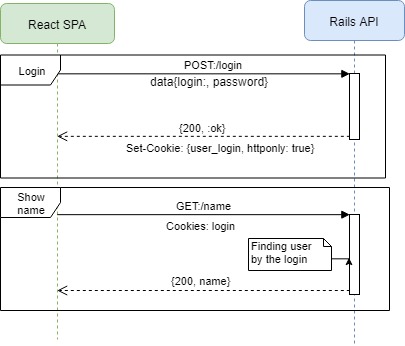 React SPA
Rails API
Login
POST:/login
data{login:, password}
{200, :ok}
Set-Cookie: {user_login, httponly: true}
Show
name
GET:/name
Cookies: login
Finding user
by the login
{200, name}